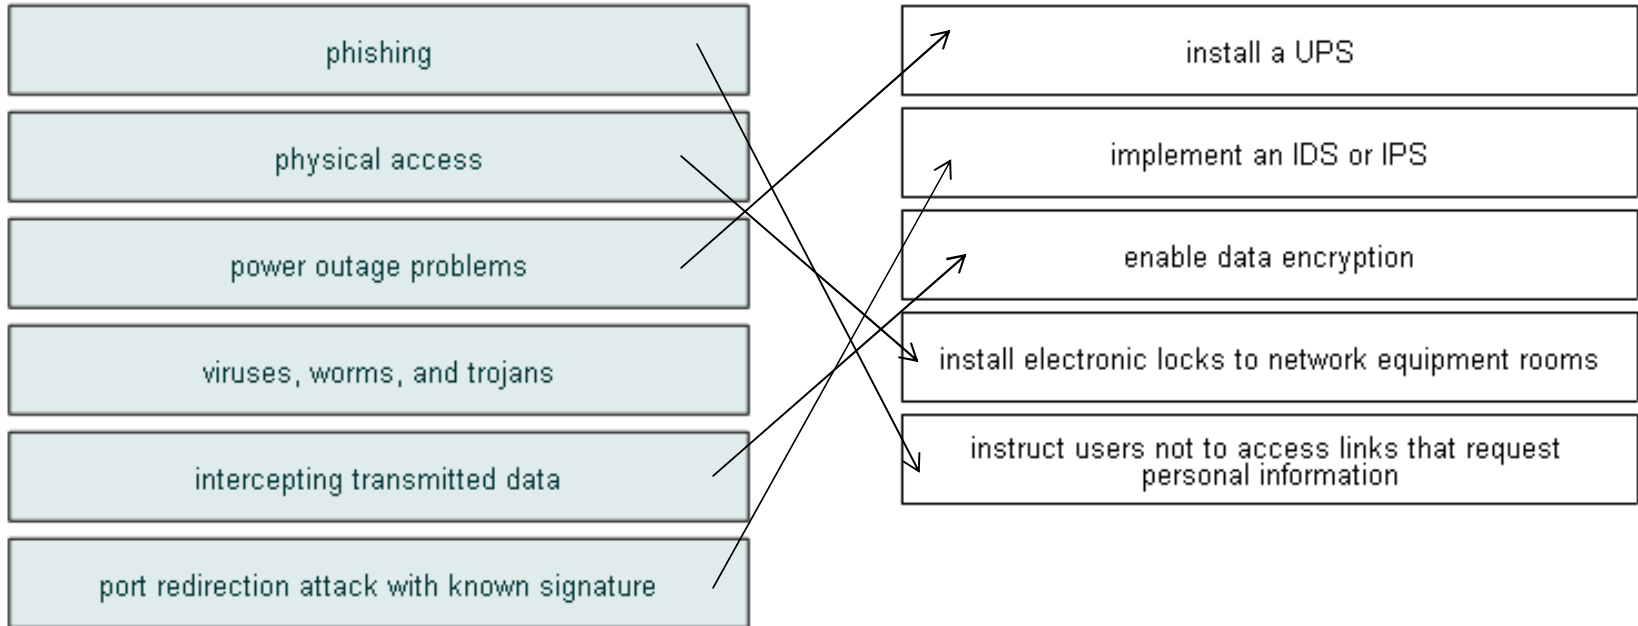 phishing
physical access
power outage problems
viruses, worms, and trojans
intercepting transmitted data
port redirection attack with known signature
install a UPS
implement an IDS or IPS
enable data encryption
install electronic locks to network equipment rooms
instruct users not to access links that request
personal information